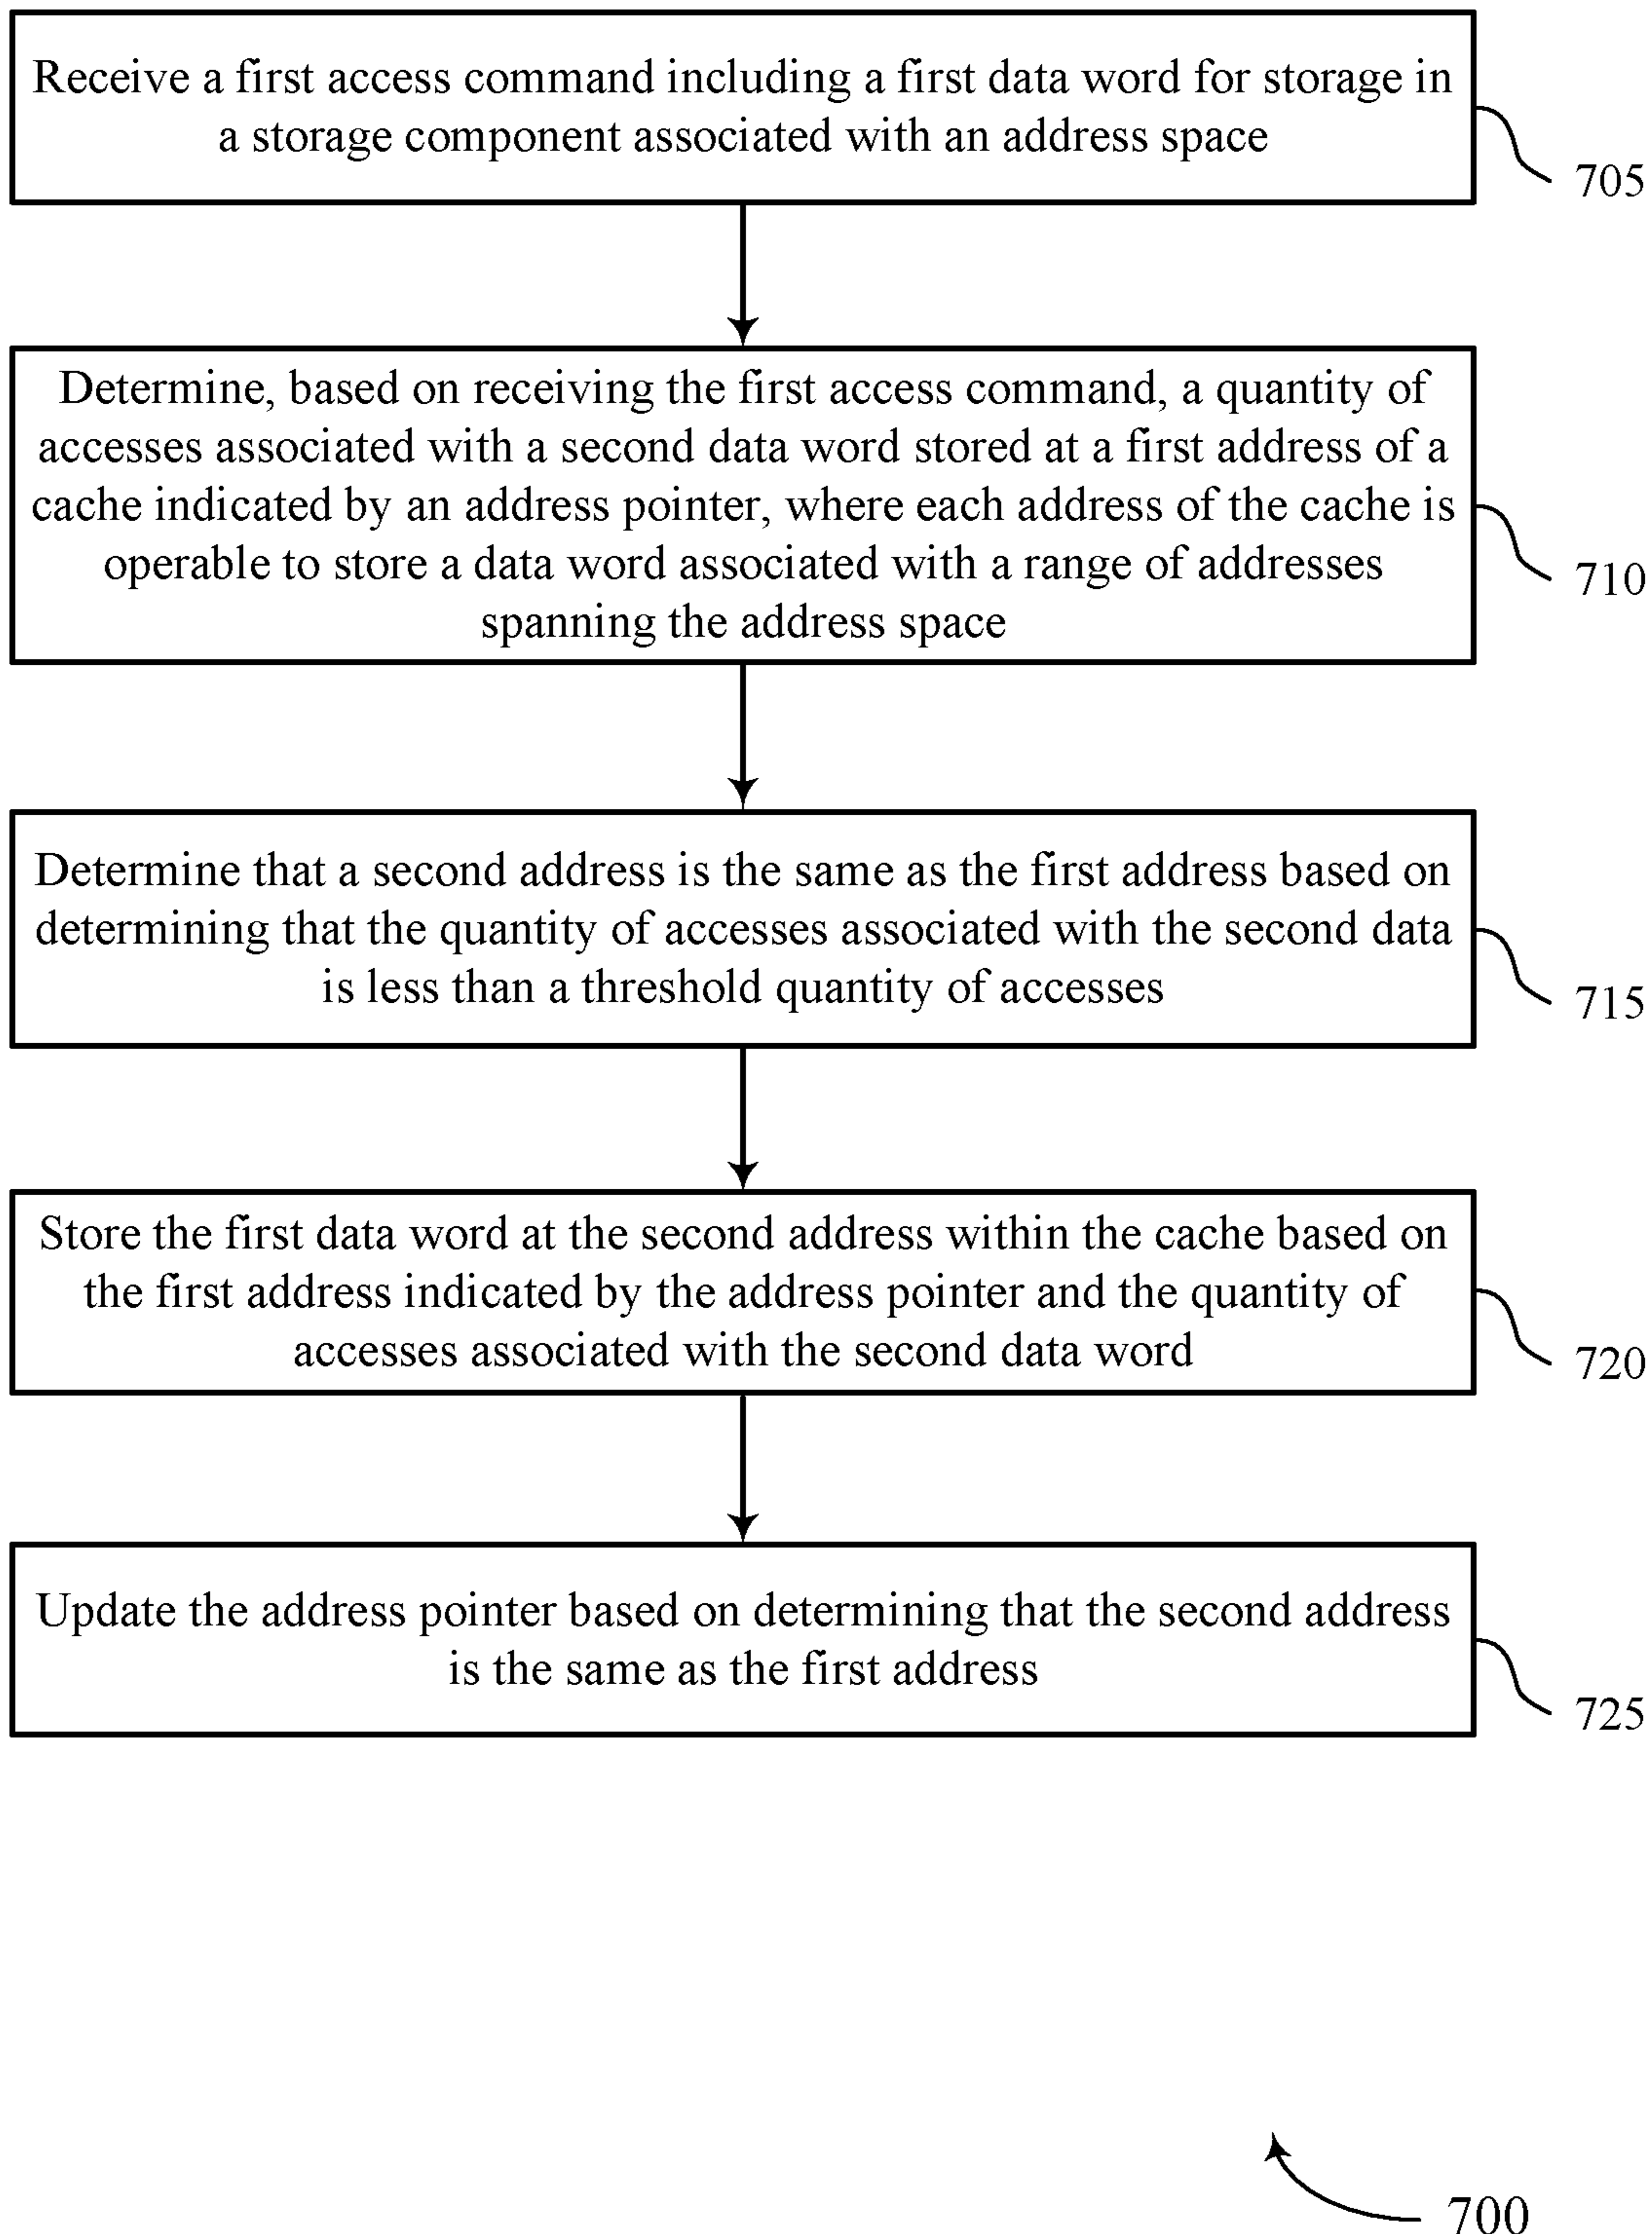 Receive a first access command including a first data word for storage in
a storage component associated with an address space
705
Determine, based on receiving the first access command, a quantity of
accesses associated with a second data word stored at a first address of a
cache indicated by an address pointer, where each address of the cache is
operable to store a data word associated with a range of addresses
spanning the address space
710
Determine that a second address is the same as the first address based on
determining that the quantity of accesses associated with the second data
is less than a threshold quantity of accesses
715
Store the first data word at the second address within the cache based on
the first address indicated by the address pointer and the quantity of
accesses associated with the second data word
720
Update the address pointer based on determining that the second address
is the same as the first address
725
700